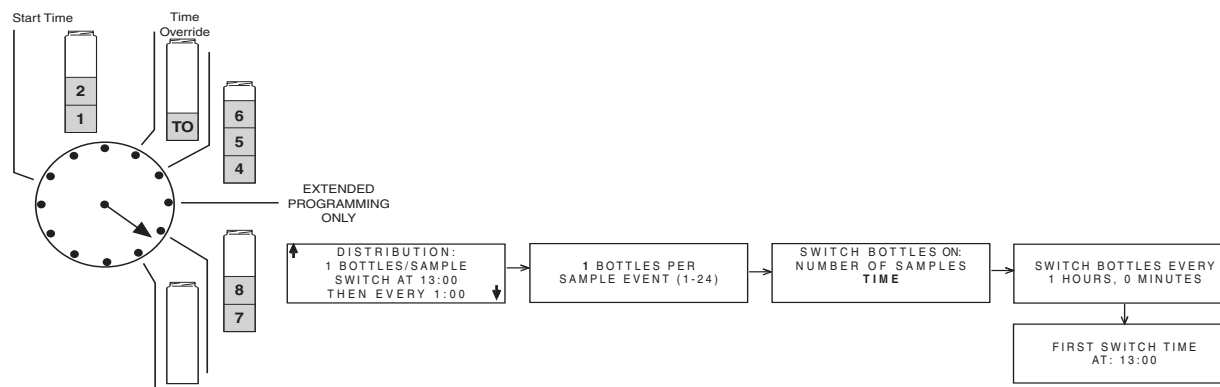 Start Time
Time
Override
2
1
TO
6
5
4
EXTENDED
PROGRAMMING
ONLY
8
7
DISTRIBUTION:
1 BOTTLES/SAMPLE
SWITCH AT 13:00
THEN EVERY 1:00
1 BOTTLES PER
SAMPLE EVENT (1-24)
SWITCH BOTTLES ON:
NUMBER OF SAMPLES
TIME
SWITCH BOTTLES EVERY
1 HOURS, 0 MINUTES
FIRST SWITCH TIME
AT: 13:00